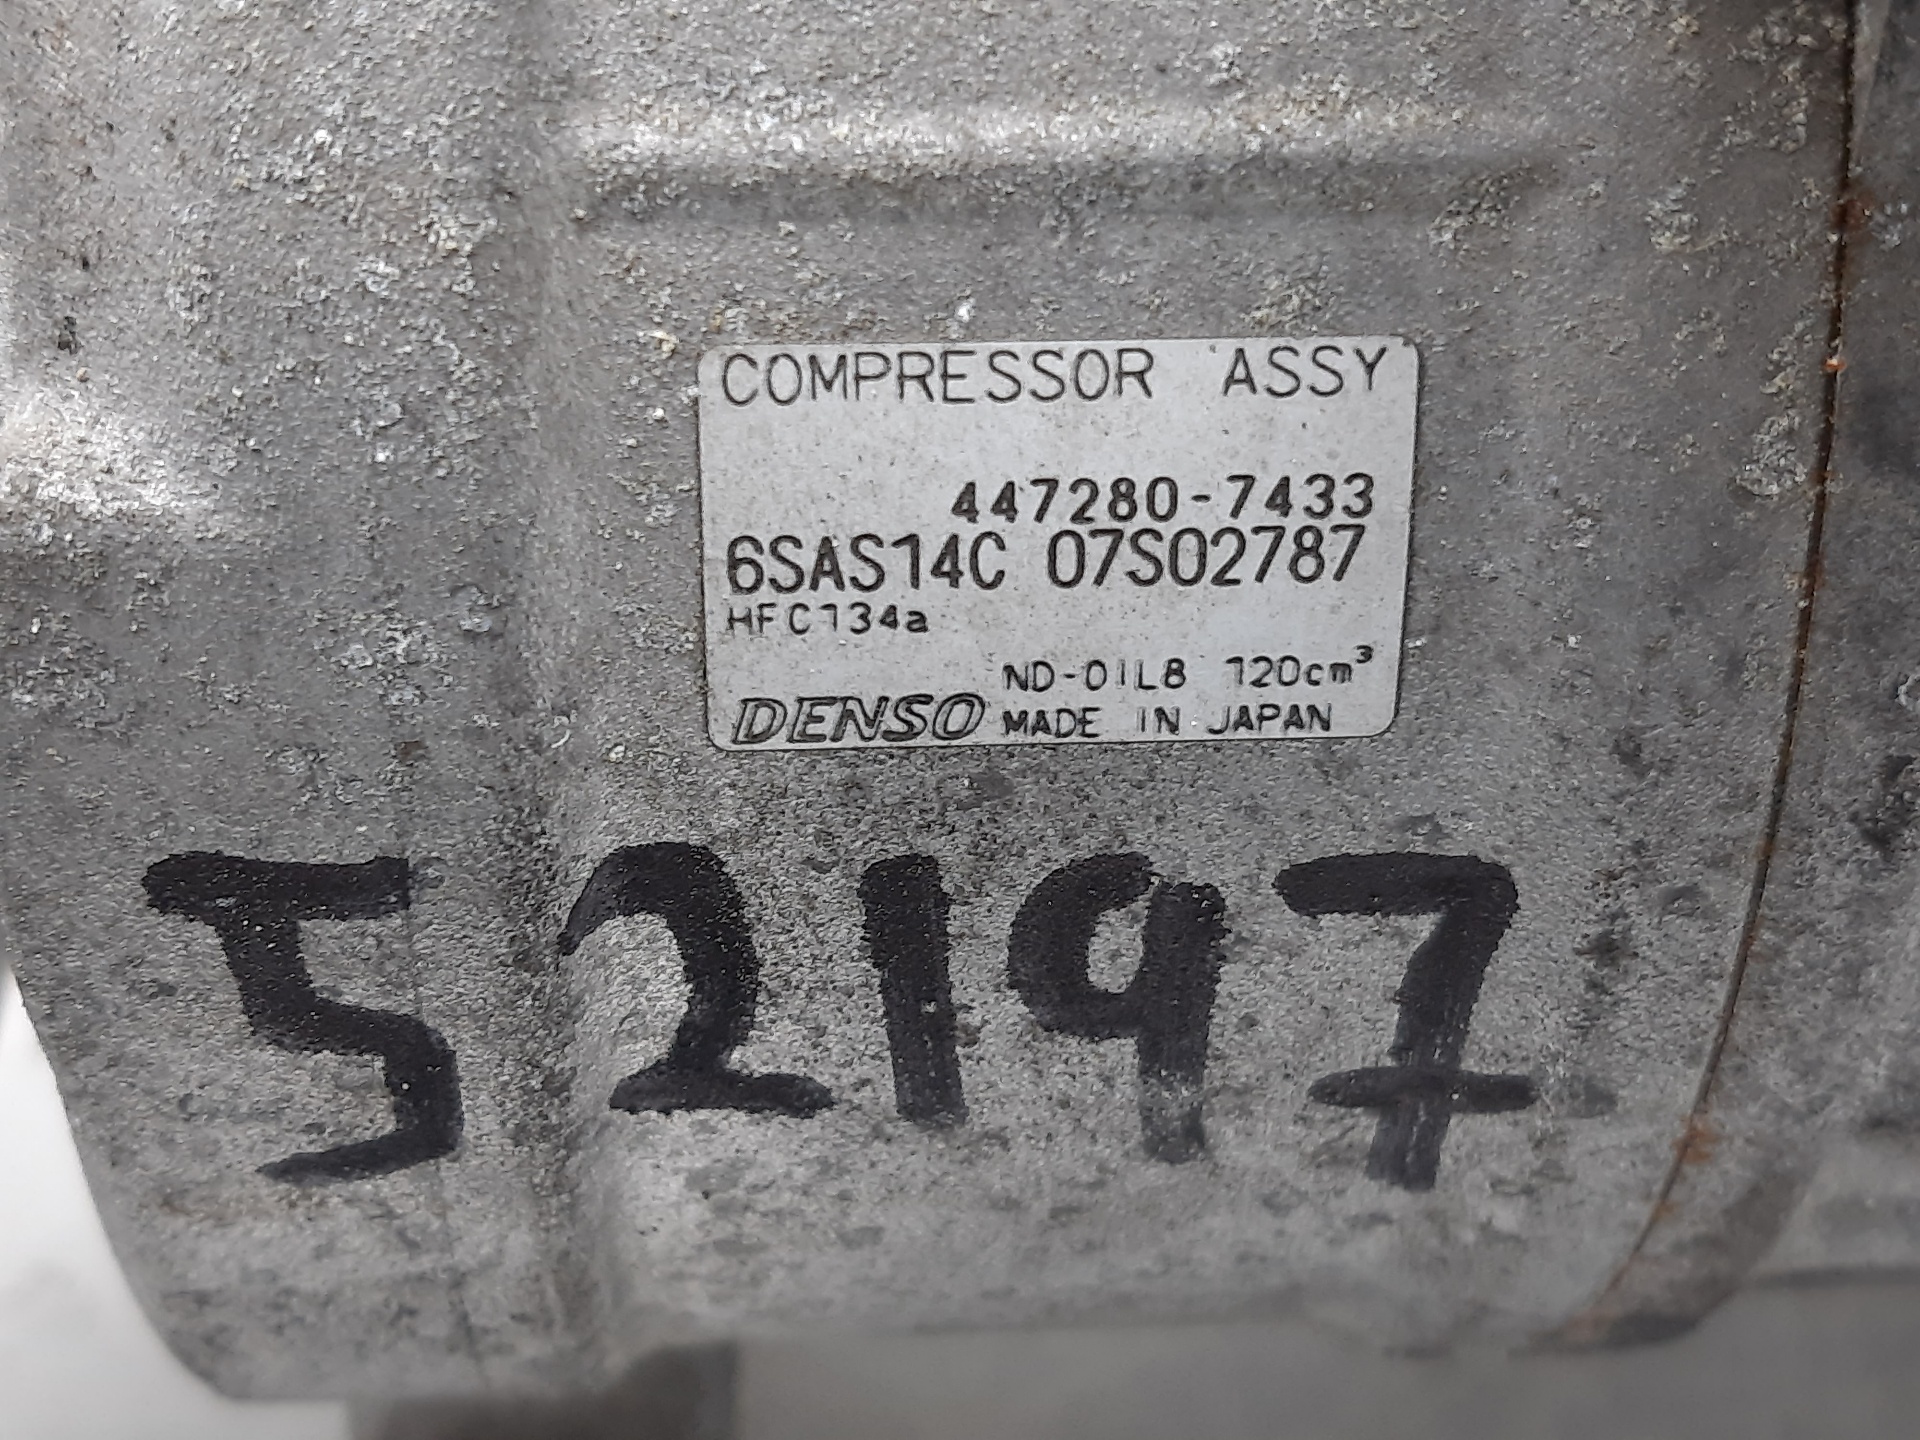 COMPRESSOR ASSY
447280-7433
6SAS14C 07S02787
HFC134a
ND-OIL8 120cm³
DENSO MADE IN JAPAN
52197